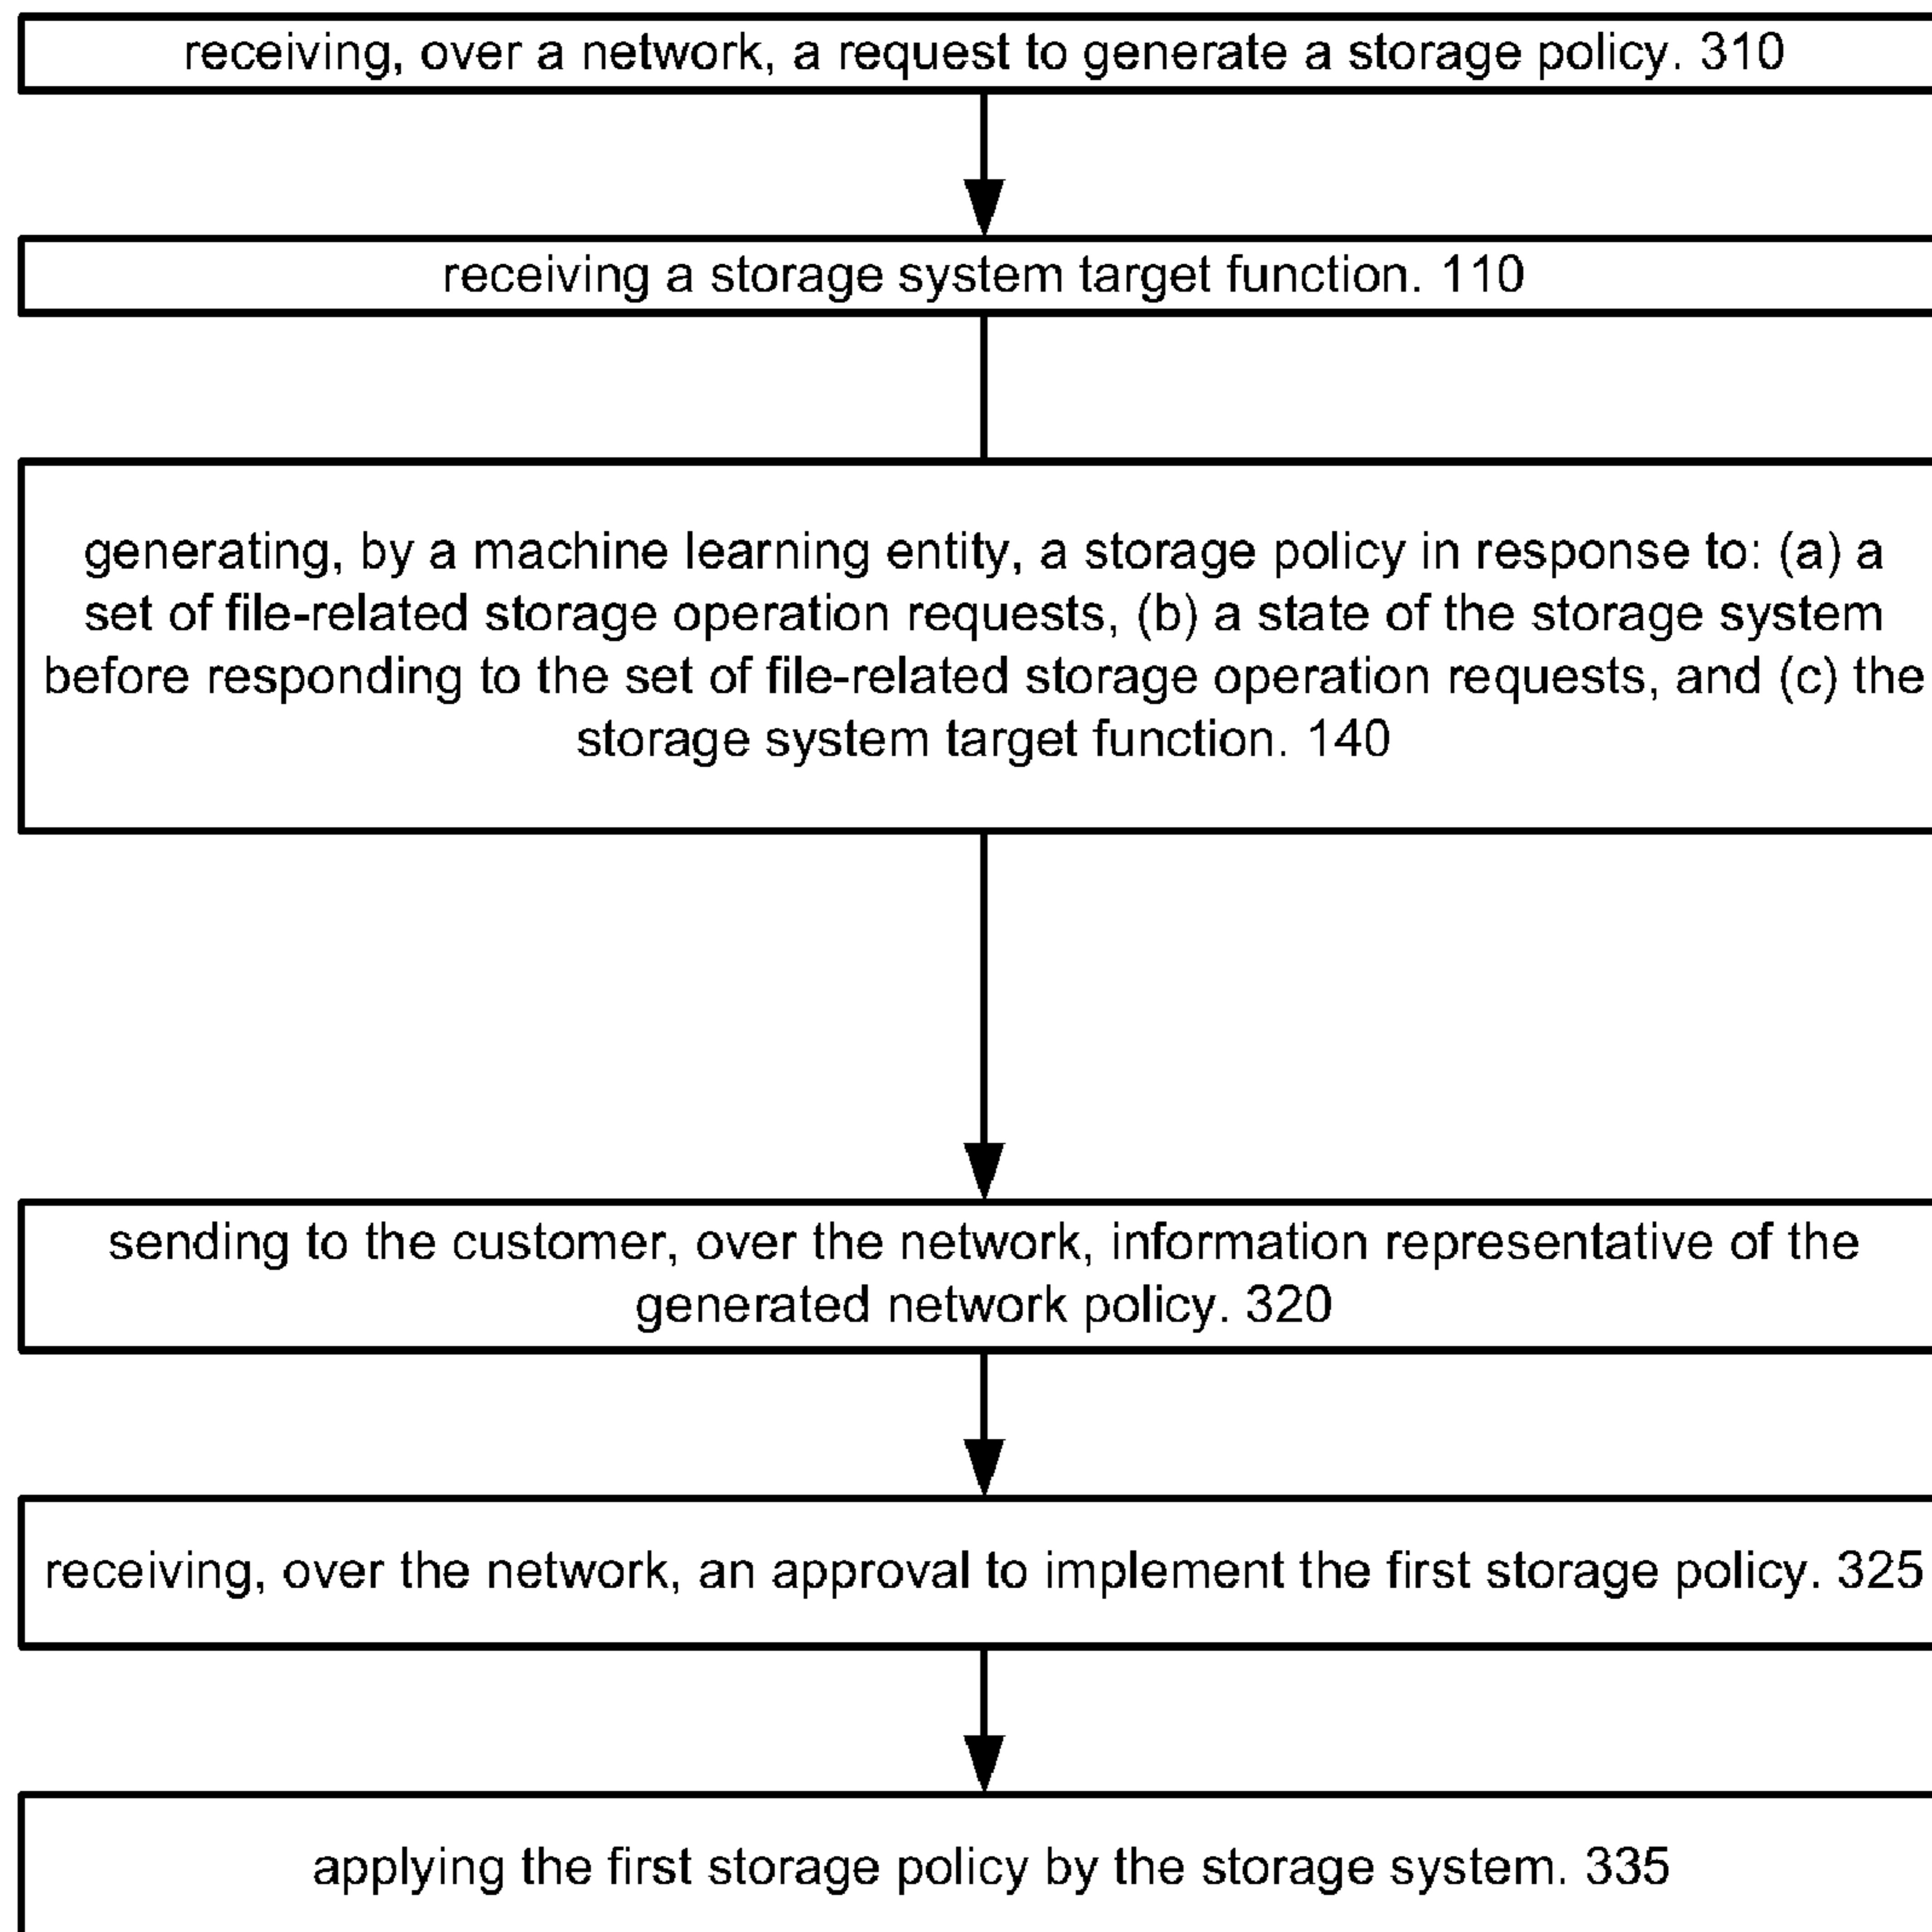 receiving, over a network, a request to generate a storage policy. 310
receiving a storage system target function. 110
generating, by a machine learning entity, a storage policy in response to: (a) a
set of file-related storage operation requests, (b) a state of the storage system
before responding to the set of file-related storage operation requests, and (c) the
storage system target function. 140
sending to the customer, over the network, information representative of the
generated network policy. 320
receiving, over the network, an approval to implement the first storage policy. 325
applying the first storage policy by the storage system. 335